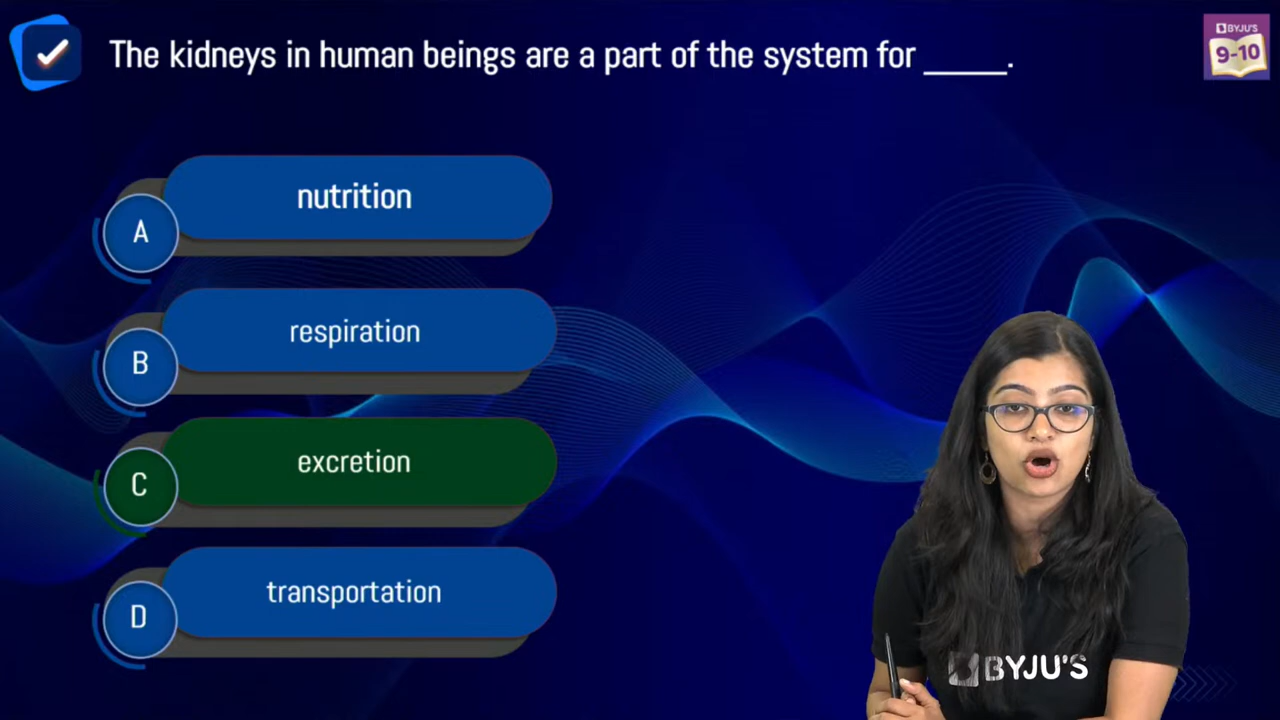 The kidneys in human beings are a part of the system for _____.
BYJU'S
9-10
A
nutrition
B
respiration
C
excretion
D
transportation
BYJU'S